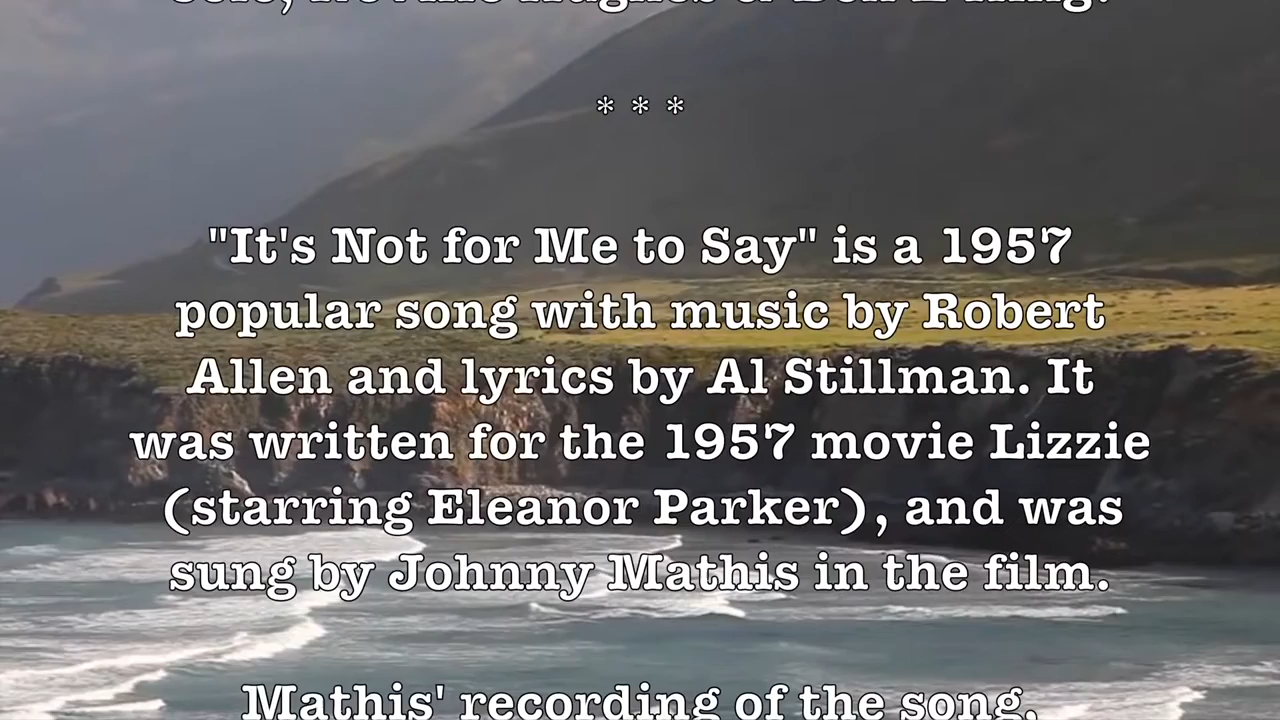 * * *
"It's Not for Me to Say" is a 1957
popular song with music by Robert
Allen and lyrics by Al Stillman. It
was written for the 1957 movie Lizzie
(starring Eleanor Parker), and was
sung by Johnny Mathis in the film.
Mathis' recording of the song,